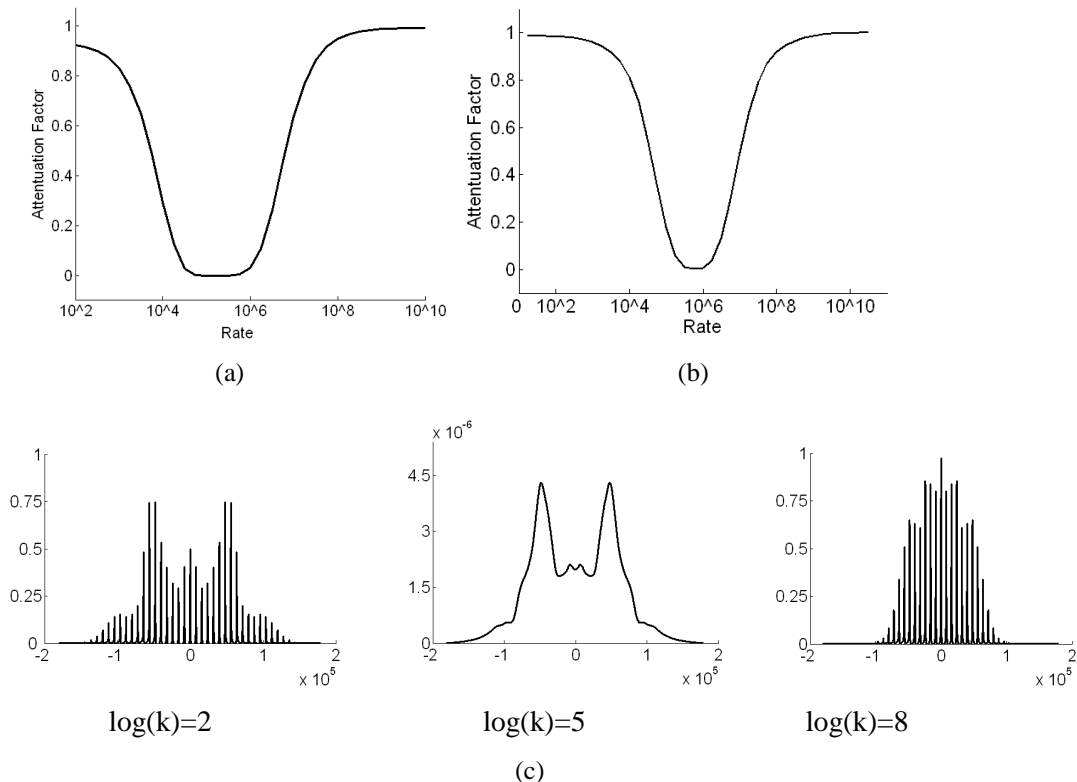 1
0.8
0.6
0.4
0.2
0
Attentuation Factor
10^2 10^4 10^6 10^8 10^10
Rate
(a)
1
0.8
0.6
0.4
0.2
0
Attentuation Factor
0 10^2 10^4 10^6 10^8 10^10
Rate
(b)
1
0.75
0.5
0.25
0
-2 -1 0 1 2
x 10^5
log(k)=2
x 10^-6
4.5
3
1.5
0
-2 -1 0 1 2
x 10^5
log(k)=5
1
0.75
0.5
0.25
0
-2 -1 0 1 2
x 10^5
log(k)=8
(c)